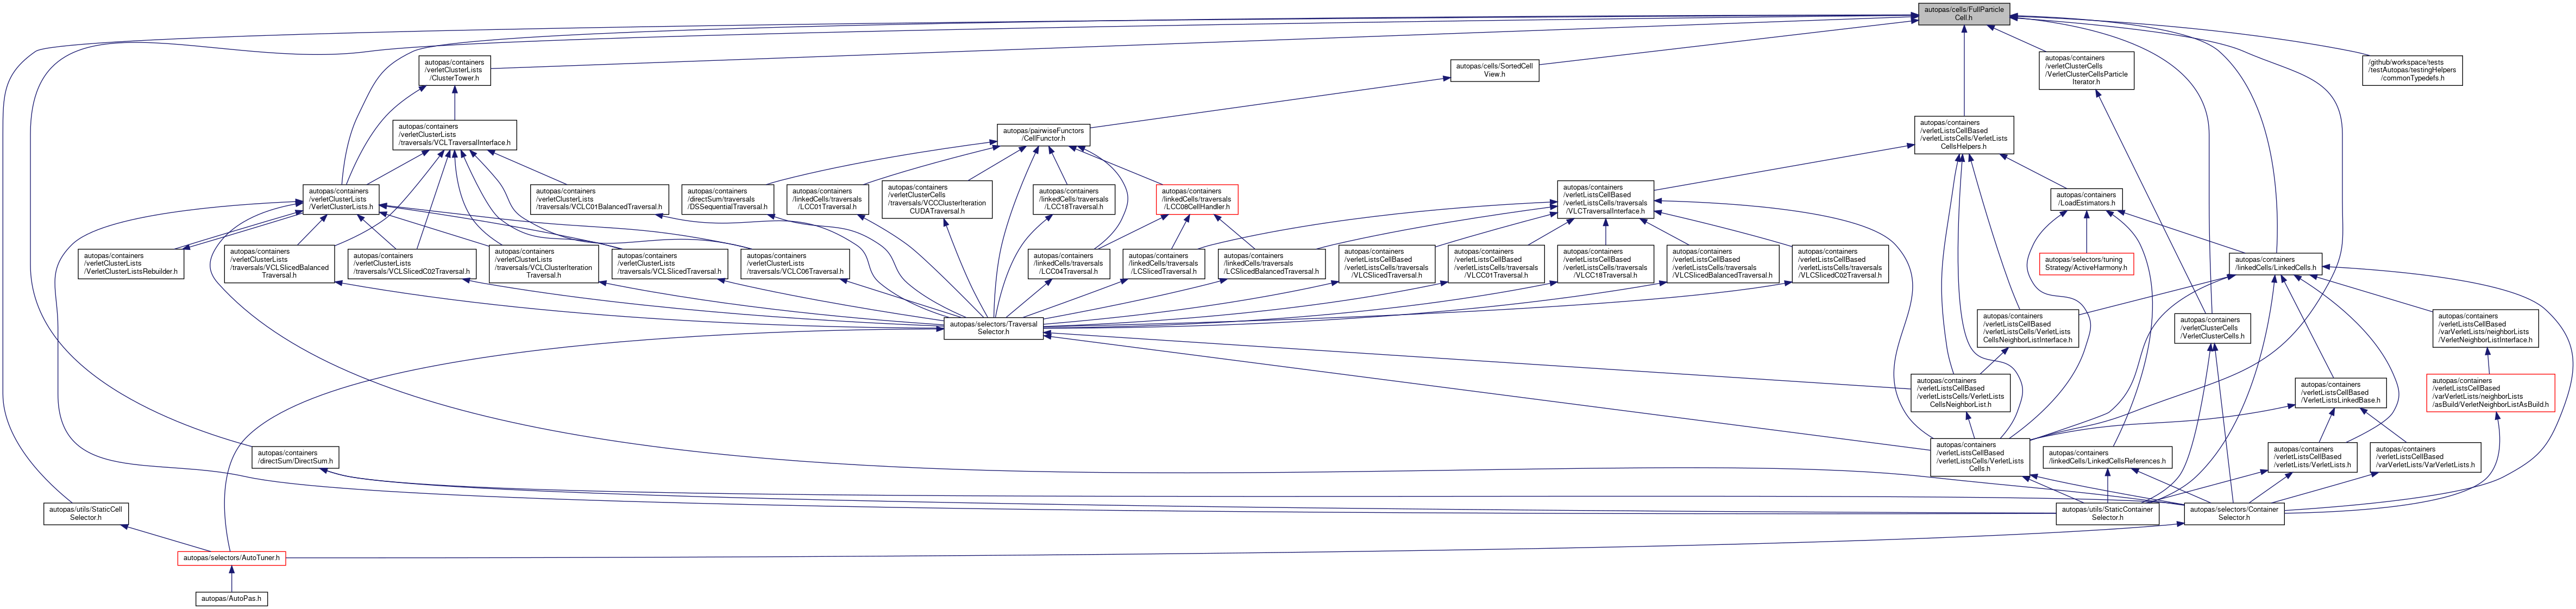 autopas/cells/FullParticle
Cell.h
autopas/containers
/verletClusterLists
/ClusterTower.h
autopas/cells/SortedCell
View.h
autopas/containers
/verletClusterCells
/VerletClusterCellsParticle
Iterator.h
/github/workspace/tests
/testAutopas/testingHelpers
/commonTypedefs.h
autopas/containers
/verletClusterLists
/traversals/VCLTraversalInterface.h
autopas/pairwiseFunctors
/CellFunctor.h
autopas/containers
/verletListsCellBased
/verletListsCells/VerletLists
CellsHelpers.h
autopas/containers
/verletClusterLists
/VerletClusterLists.h
autopas/containers
/verletClusterLists
/traversals/VCLC01BalancedTraversal.h
autopas/containers
/directSum/traversals
/DSSequentialTraversal.h
autopas/containers
/linkedCells/traversals
/LCC01Traversal.h
autopas/containers
/verletClusterCells
/traversals/VCCClusterIteration
CUDATraversal.h
autopas/containers
/linkedCells/traversals
/LCC18Traversal.h
autopas/containers
/linkedCells/traversals
/LCC08CellHandler.h
autopas/containers
/verletListsCellBased
/verletListsCells/traversals
/VLCTraversalInterface.h
autopas/containers
/LoadEstimators.h
autopas/containers
/verletClusterLists
/VerletClusterListsRebuilder.h
autopas/containers
/verletClusterLists
/traversals/VCLSlicedBalanced
Traversal.h
autopas/containers
/verletClusterLists
/traversals/VCLSlicedC02Traversal.h
autopas/containers
/verletClusterLists
/traversals/VCLClusterIteration
Traversal.h
autopas/containers
/verletClusterLists
/traversals/VCLSlicedTraversal.h
autopas/containers
/verletClusterLists
/traversals/VCLC06Traversal.h
autopas/containers
/linkedCells/traversals
/LCC04Traversal.h
autopas/containers
/linkedCells/traversals
/LCSlicedTraversal.h
autopas/containers
/linkedCells/traversals
/LCSlicedBalancedTraversal.h
autopas/containers
/verletListsCellBased
/verletListsCells/traversals
/VLCSlicedTraversal.h
autopas/containers
/verletListsCellBased
/verletListsCells/traversals
/VLCC01Traversal.h
autopas/containers
/verletListsCellBased
/verletListsCells/traversals
/VLCC18Traversal.h
autopas/containers
/verletListsCellBased
/verletListsCells/traversals
/VLCSlicedBalancedTraversal.h
autopas/containers
/verletListsCellBased
/verletListsCells/traversals
/VLCSlicedC02Traversal.h
autopas/selectors/tuning
Strategy/ActiveHarmony.h
autopas/containers
/linkedCells/LinkedCells.h
autopas/selectors/Traversal
Selector.h
autopas/containers
/verletListsCellBased
/verletListsCells/VerletLists
CellsNeighborListInterface.h
autopas/containers
/verletClusterCells
/VerletClusterCells.h
autopas/containers
/verletListsCellBased
/varVerletLists/neighborLists
/VerletNeighborListInterface.h
autopas/containers
/verletListsCellBased
/verletListsCells/VerletLists
CellsNeighborList.h
autopas/containers
/verletListsCellBased
/VerletListsLinkedBase.h
autopas/containers
/verletListsCellBased
/varVerletLists/neighborLists
/asBuild/VerletNeighborListAsBuild.h
autopas/containers
/directSum/DirectSum.h
autopas/containers
/verletListsCellBased
/verletListsCells/VerletLists
Cells.h
autopas/containers
/linkedCells/LinkedCellsReferences.h
autopas/containers
/verletListsCellBased
/verletLists/VerletLists.h
autopas/containers
/verletListsCellBased
/varVerletLists/VarVerletLists.h
autopas/utils/StaticCell
Selector.h
autopas/utils/StaticContainer
Selector.h
autopas/selectors/Container
Selector.h
autopas/selectors/AutoTuner.h
autopas/AutoPas.h